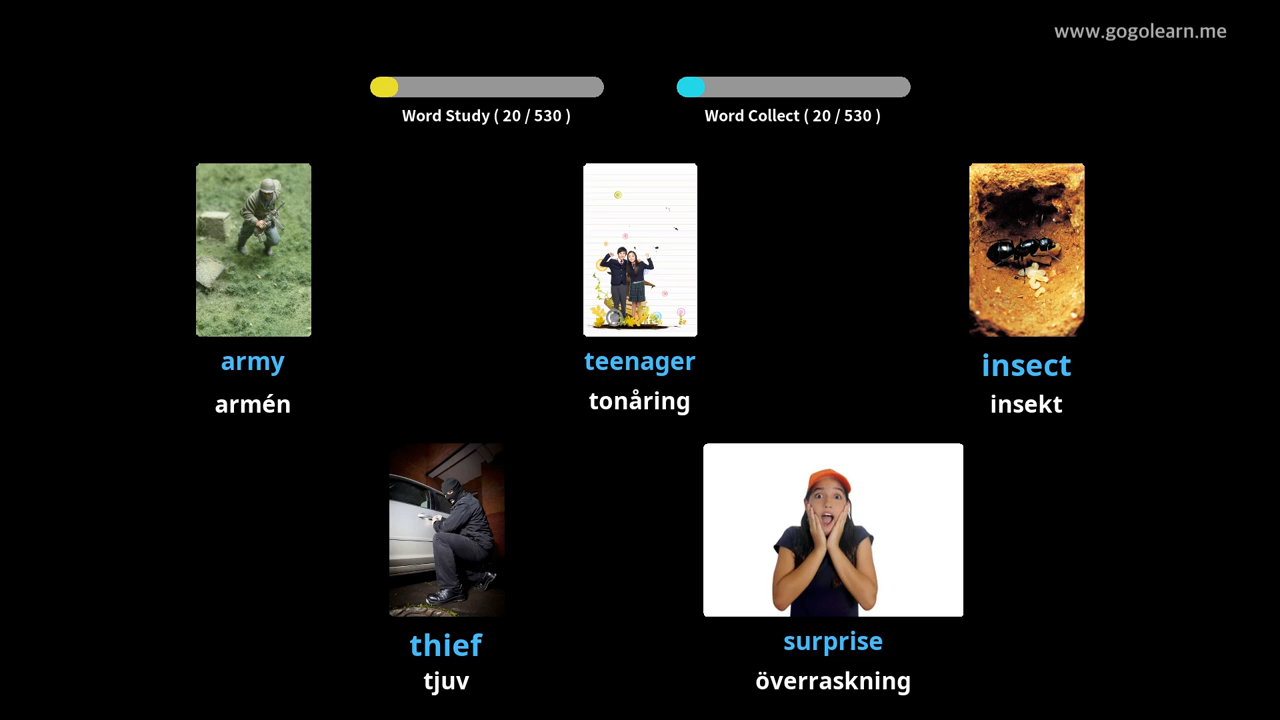 www.gogolearn.me
Word Study ( 20 / 530 )
Word Collect ( 20 / 530 )
army
armén
teenager
tonåring
insect
insekt
thief
tjuv
surprise
överraskning